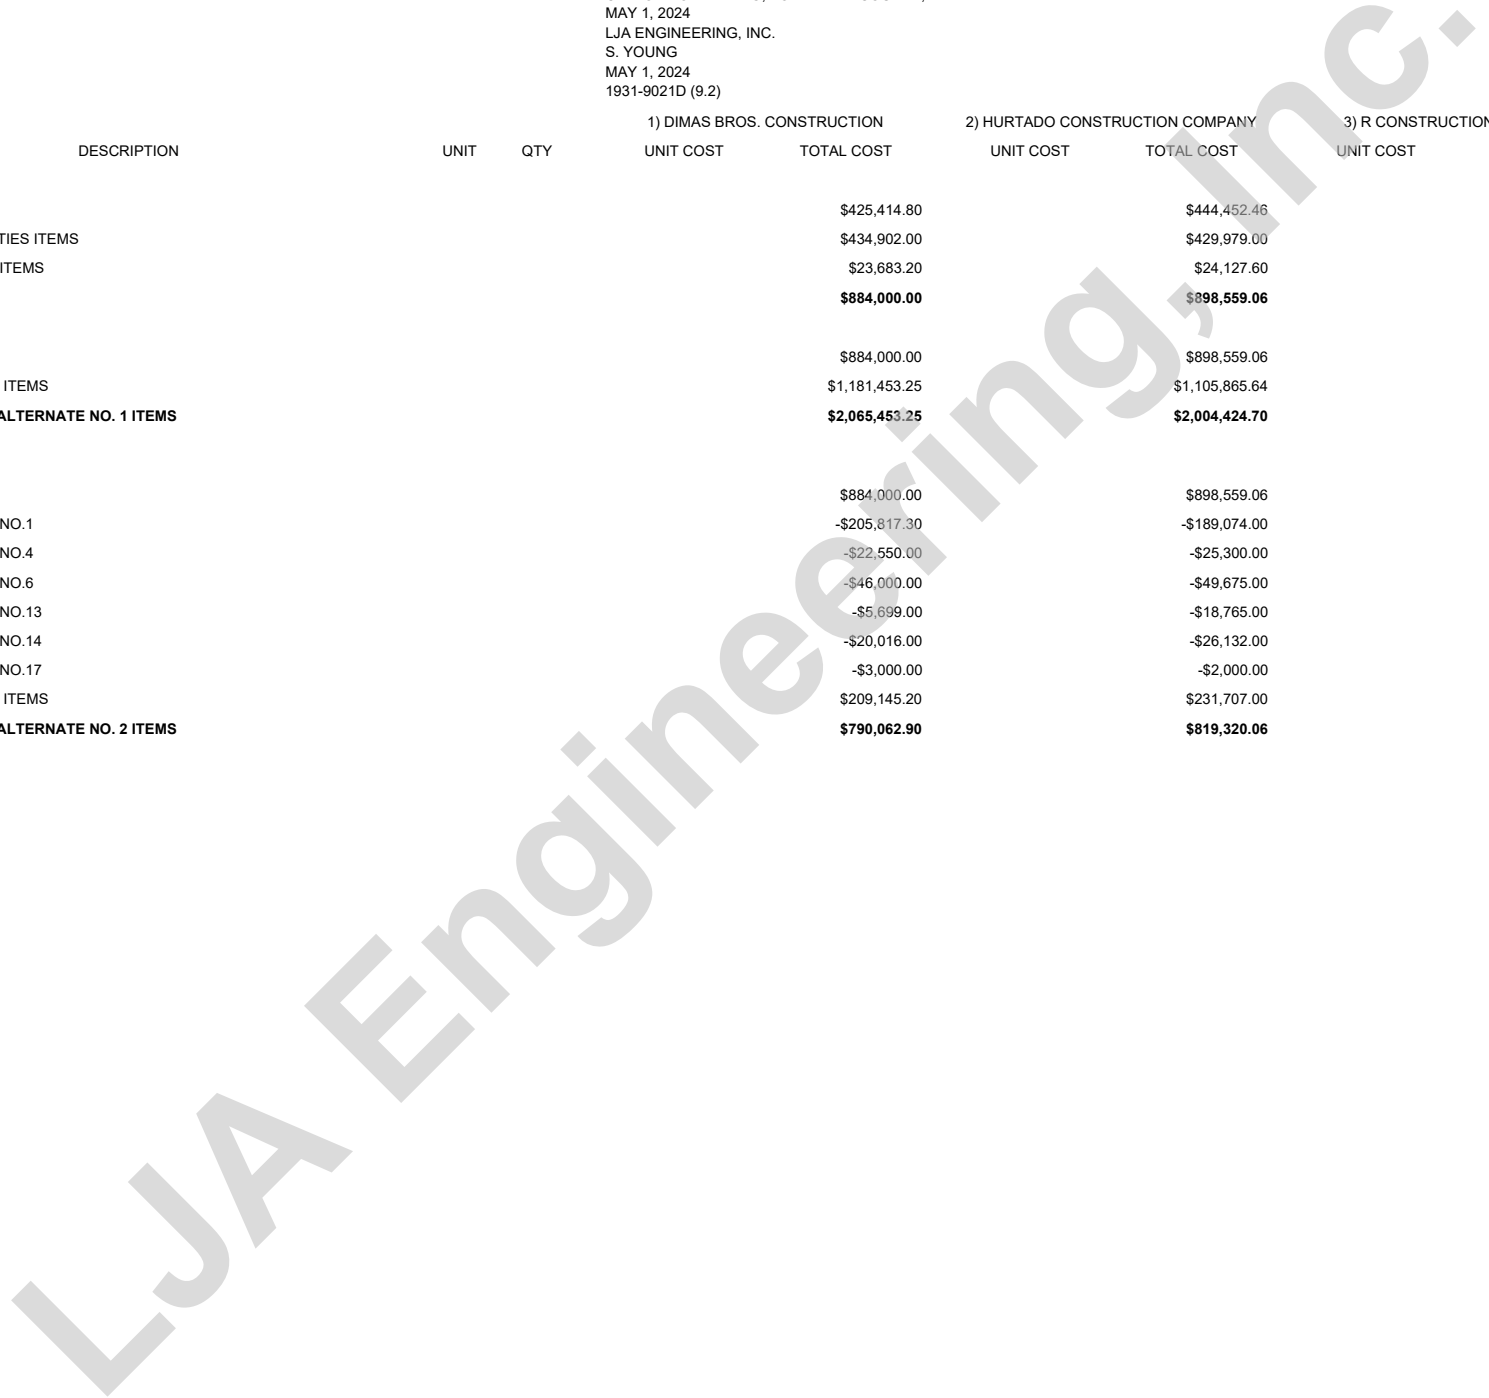 MAY 1, 2024
LJA ENGINEERING, INC.
S. YOUNG
MAY 1, 2024
1931-9021D (9.2)
1) DIMAS BROS. CONSTRUCTION 2) HURTADO CONSTRUCTION COMPANY 3) R CONSTRUCTION
DESCRIPTION UNIT QTY UNIT COST TOTAL COST UNIT COST TOTAL COST UNIT COST
$425,414.80 $444,452.46
TIES ITEMS $434,902.00 $429,979.00
ITEMS $23,683.20 $24,127.60
$884,000.00 $898,559.06
$884,000.00 $898,559.06
ITEMS $1,181,453.25 $1,105,865.64
ALTERNATE NO. 1 ITEMS $2,065,453.25 $2,004,424.70
$884,000.00 $898,559.06
NO.1 -$205,817.30 -$189,074.00
NO.4 -$22,550.00 -$25,300.00
NO.6 -$46,000.00 -$49,675.00
NO.13 -$5,699.00 -$18,765.00
NO.14 -$20,016.00 -$26,132.00
NO.17 -$3,000.00 -$2,000.00
ITEMS $209,145.20 $231,707.00
ALTERNATE NO. 2 ITEMS $790,062.90 $819,320.06
LJA Engineering, Inc.